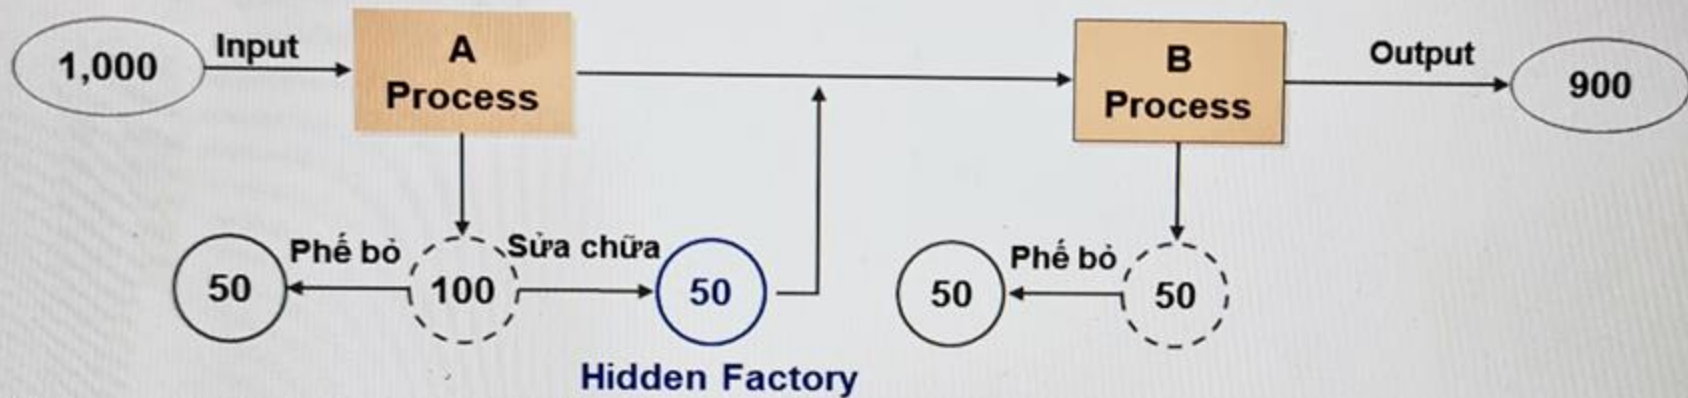 1,000
Input
A
Process
B
Process
Output
900
50
Phế bỏ
100
Sửa chữa
50
50
Phế bỏ
50
Hidden Factory